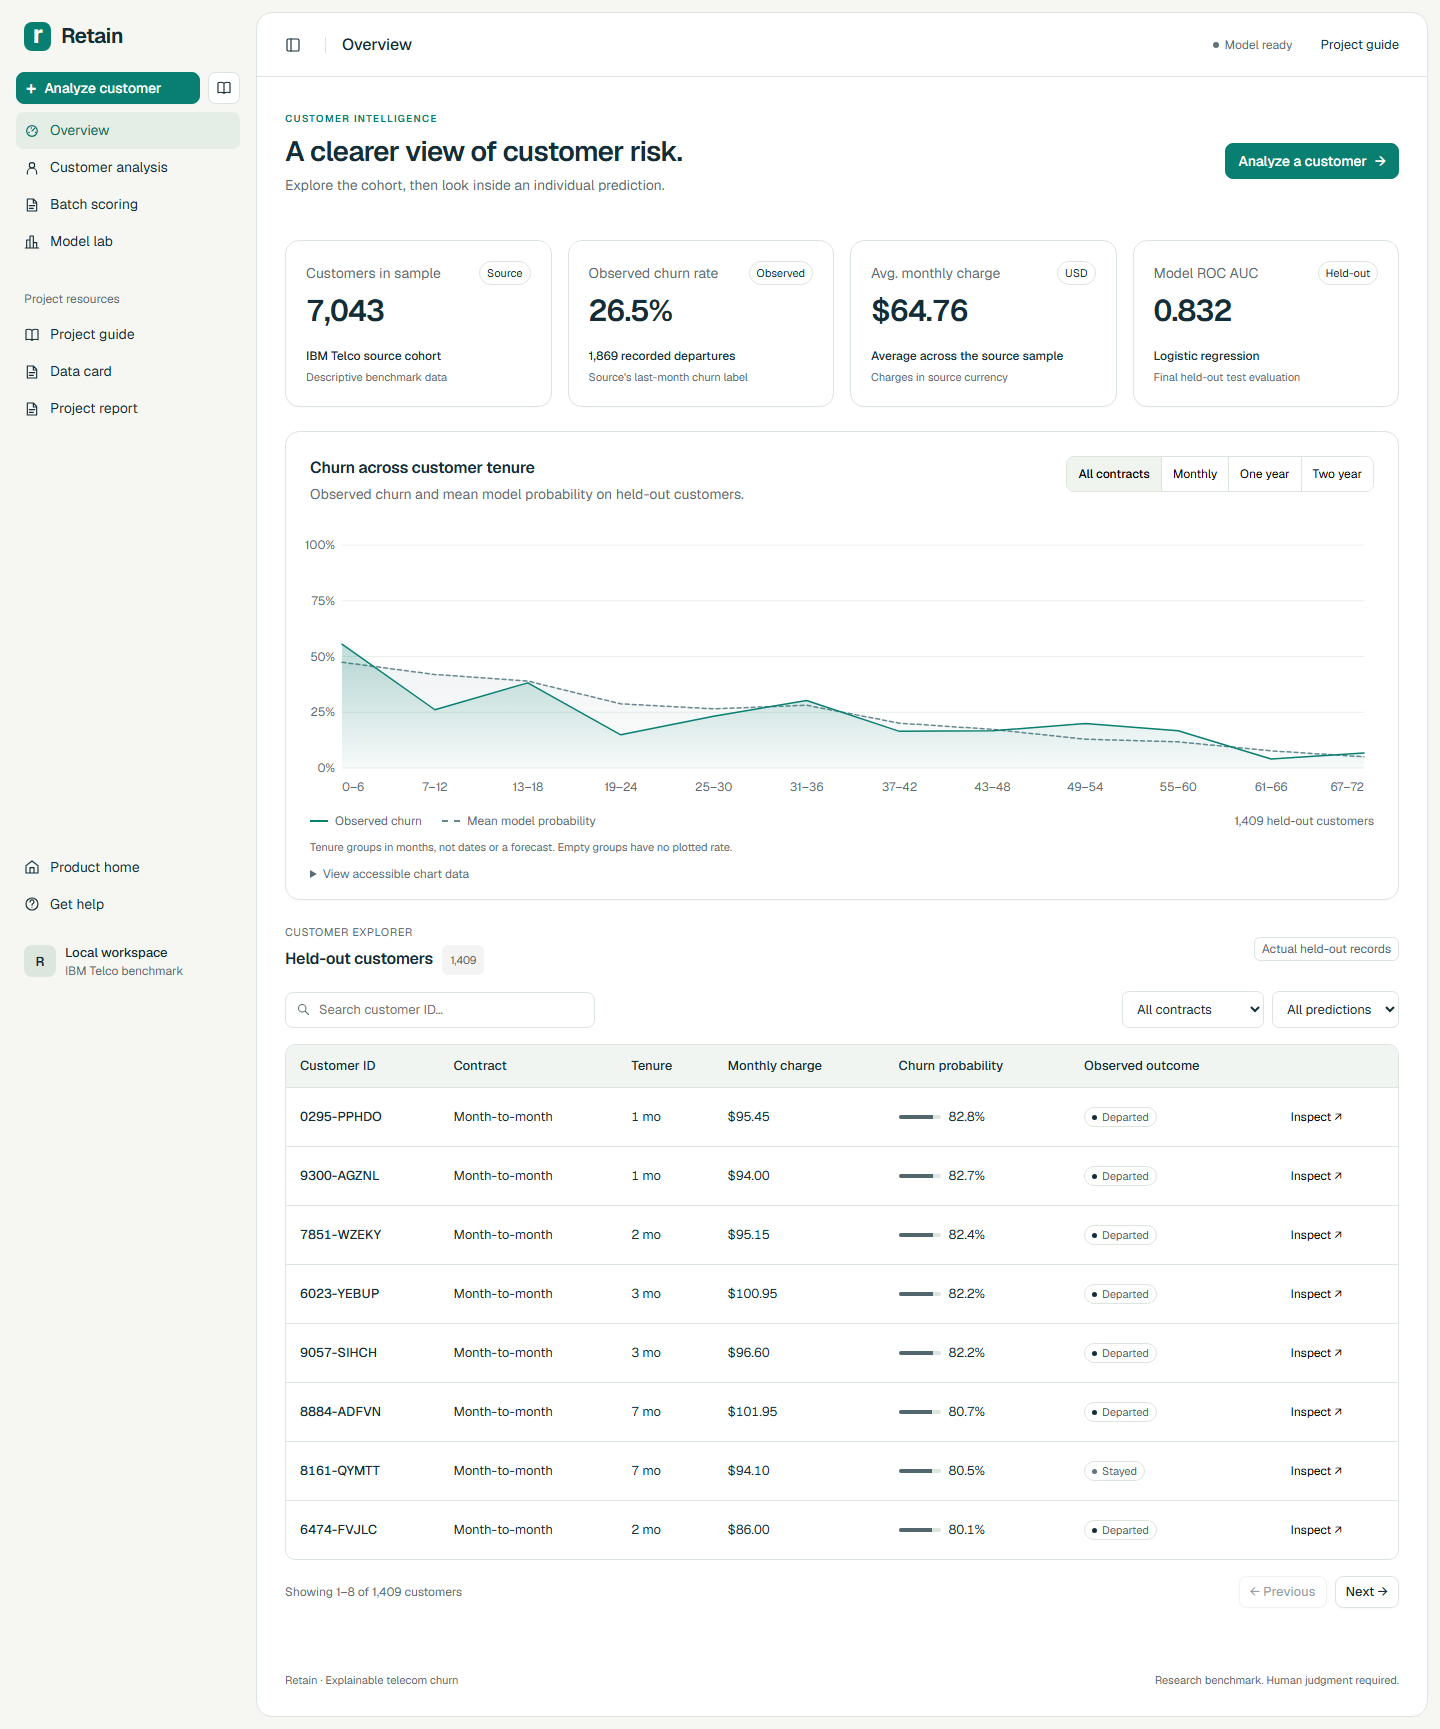 r Retain
+ Analyze customer
Overview
Customer analysis
Batch scoring
Model lab
Project resources
Project guide
Data card
Project report
Product home
Get help
R
Local workspace
IBM Telco benchmark
Overview
Model ready
Project guide
CUSTOMER INTELLIGENCE
A clearer view of customer risk.
Explore the cohort, then look inside an individual prediction.
Analyze a customer →
Customers in sample Source
7,043
IBM Telco source cohort
Descriptive benchmark data
Observed churn rate Observed
26.5%
1,869 recorded departures
Source's last-month churn label
Avg. monthly charge USD
$64.76
Average across the source sample
Charges in source currency
Model ROC AUC Held-out
0.832
Logistic regression
Final held-out test evaluation
Churn across customer tenure
Observed churn and mean model probability on held-out customers.
All contracts Monthly One year Two year
100%
75%
50%
25%
0%
0–6 7–12 13–18 19–24 25–30 31–36 37–42 43–48 49–54 55–60 61–66 67–72
Observed churn Mean model probability 1,409 held-out customers
Tenure groups in months, not dates or a forecast. Empty groups have no plotted rate.
View accessible chart data
CUSTOMER EXPLORER
Held-out customers 1,409
Actual held-out records
Search customer ID...
All contracts All predictions
Customer ID Contract Tenure Monthly charge Churn probability Observed outcome
0295-PPHDO Month-to-month 1 mo $95.45 82.8% Departed Inspect ↗
9300-AGZNL Month-to-month 1 mo $94.00 82.7% Departed Inspect ↗
7851-WZEKY Month-to-month 2 mo $95.15 82.4% Departed Inspect ↗
6023-YEBUP Month-to-month 3 mo $100.95 82.2% Departed Inspect ↗
9057-SIHCH Month-to-month 3 mo $96.60 82.2% Departed Inspect ↗
8884-ADFVN Month-to-month 7 mo $101.95 80.7% Departed Inspect ↗
8161-QYMTT Month-to-month 7 mo $94.10 80.5% Stayed Inspect ↗
6474-FVJLC Month-to-month 2 mo $86.00 80.1% Departed Inspect ↗
Showing 1–8 of 1,409 customers
← Previous Next →
Retain · Explainable telecom churn
Research benchmark. Human judgment required.